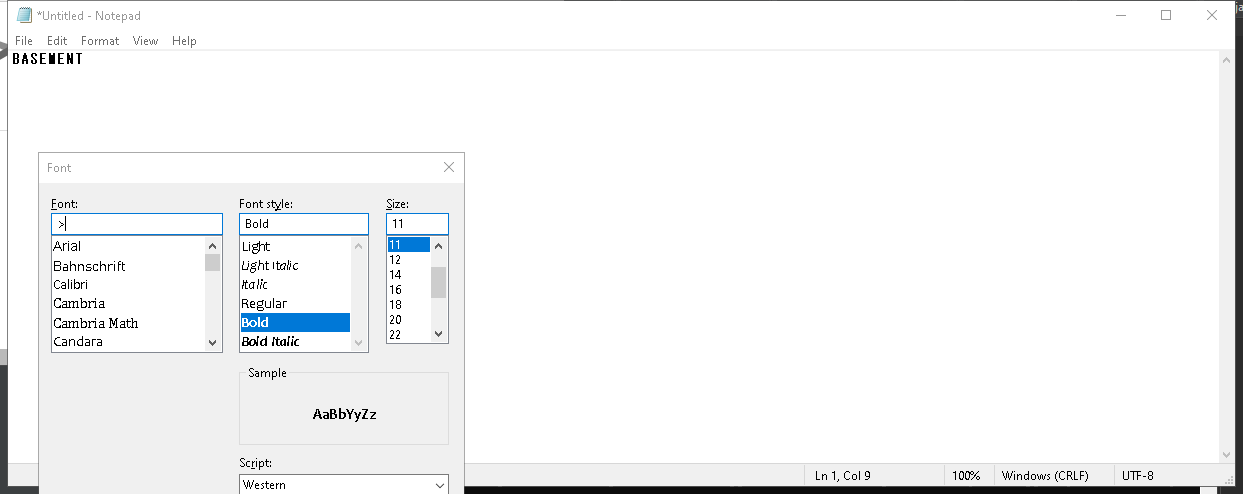 *Untitled - Notepad
File Edit Format View Help
BASEMENT
Font
Font: Font style: Size:
> Bold 11
Arial Light 11
Bahnschrift Light Italic 12
Calibri Italic 14
Cambria Regular 16
Cambria Math Bold 18
Candara Bold Italic 20
22
Sample
AaBbYyZz
Script:
Western
Ln 1, Col 9 100% Windows (CRLF) UTF-8